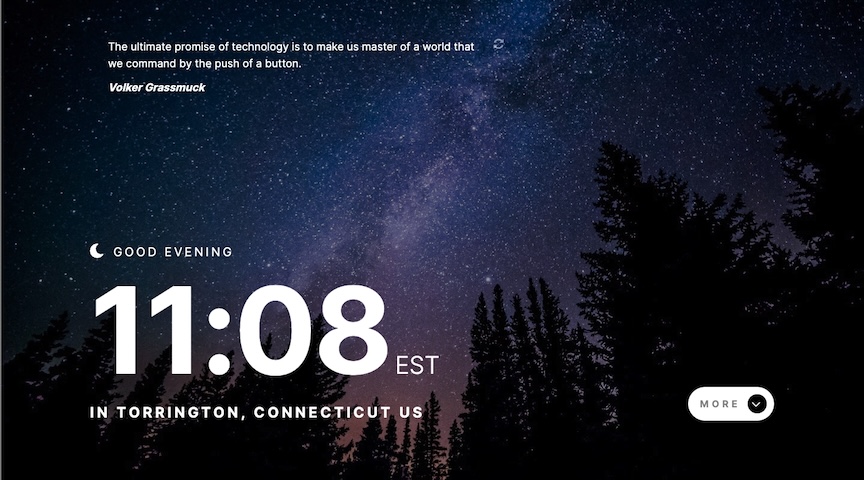 The ultimate promise of technology is to make us master of a world that
we command by the push of a button.
Volker Grassmuck
GOOD EVENING
11:08 EST
IN TORRINGTON, CONNECTICUT US
MORE